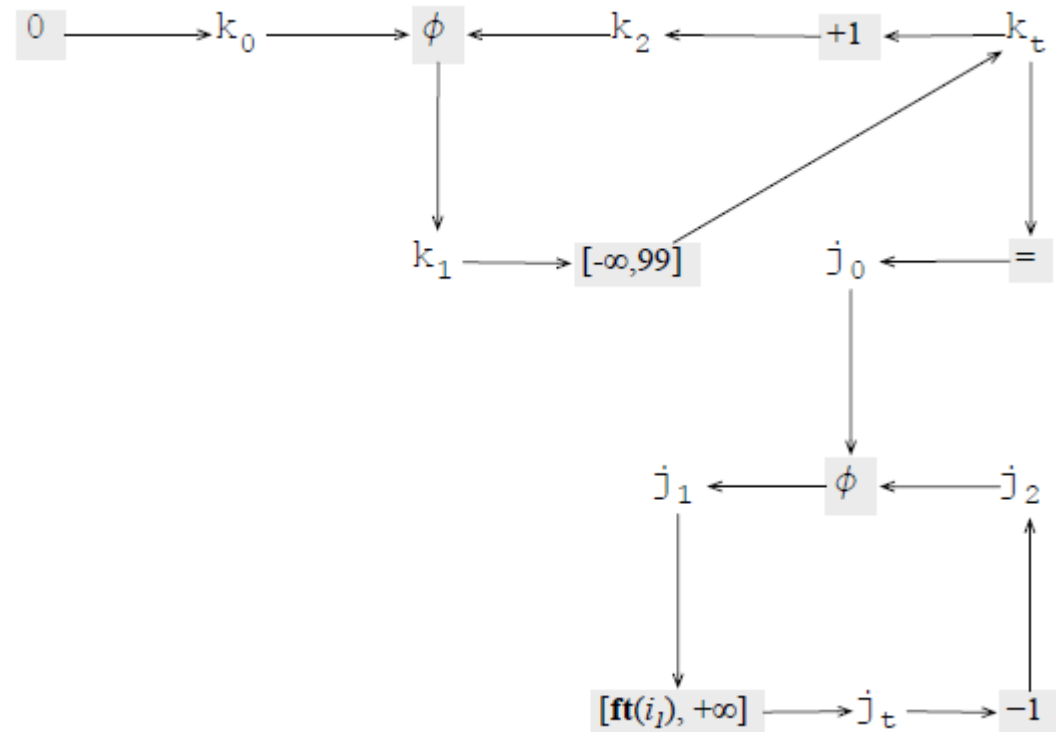 0 k₀ ϕ k₂ +1 kₜ
k₁ [-∞,99] j₀ =
j₁ ϕ j₂
[ft(i₁), +∞] jₜ −1